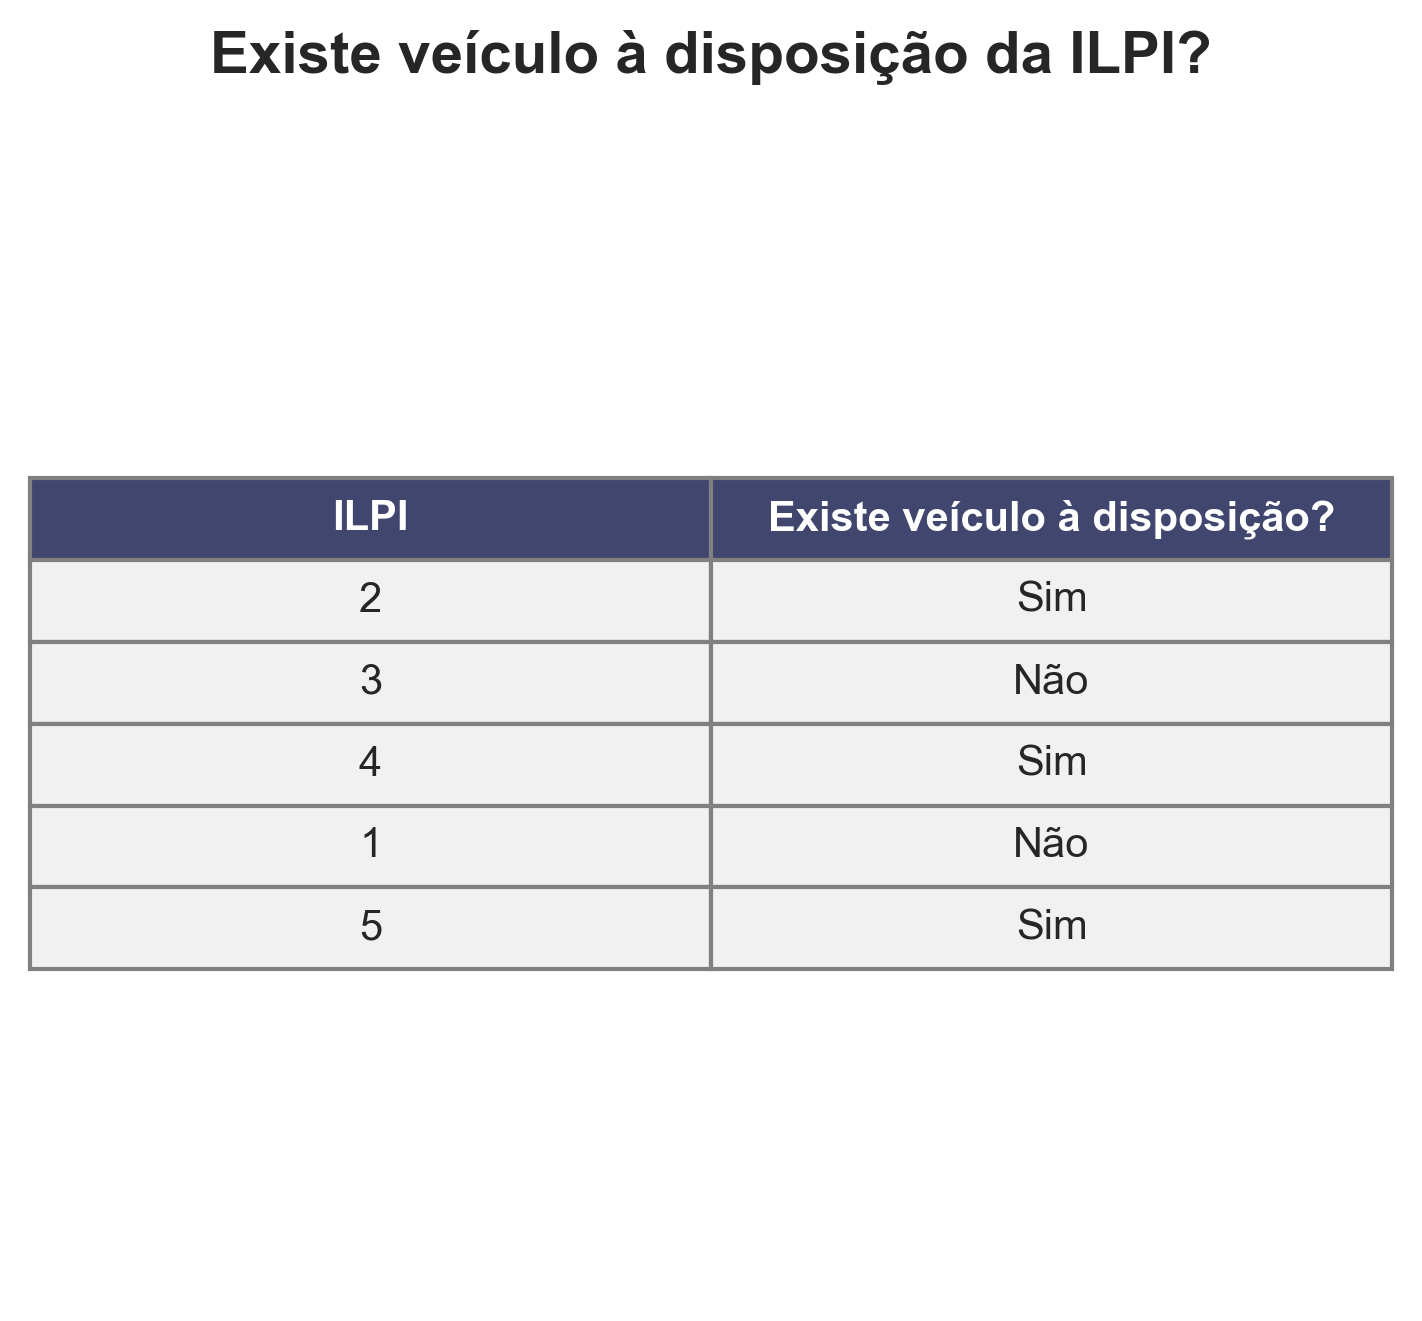 Existe veículo à disposição da ILPI?
ILPI Existe veículo à disposição?
2 Sim
3 Não
4 Sim
1 Não
5 Sim